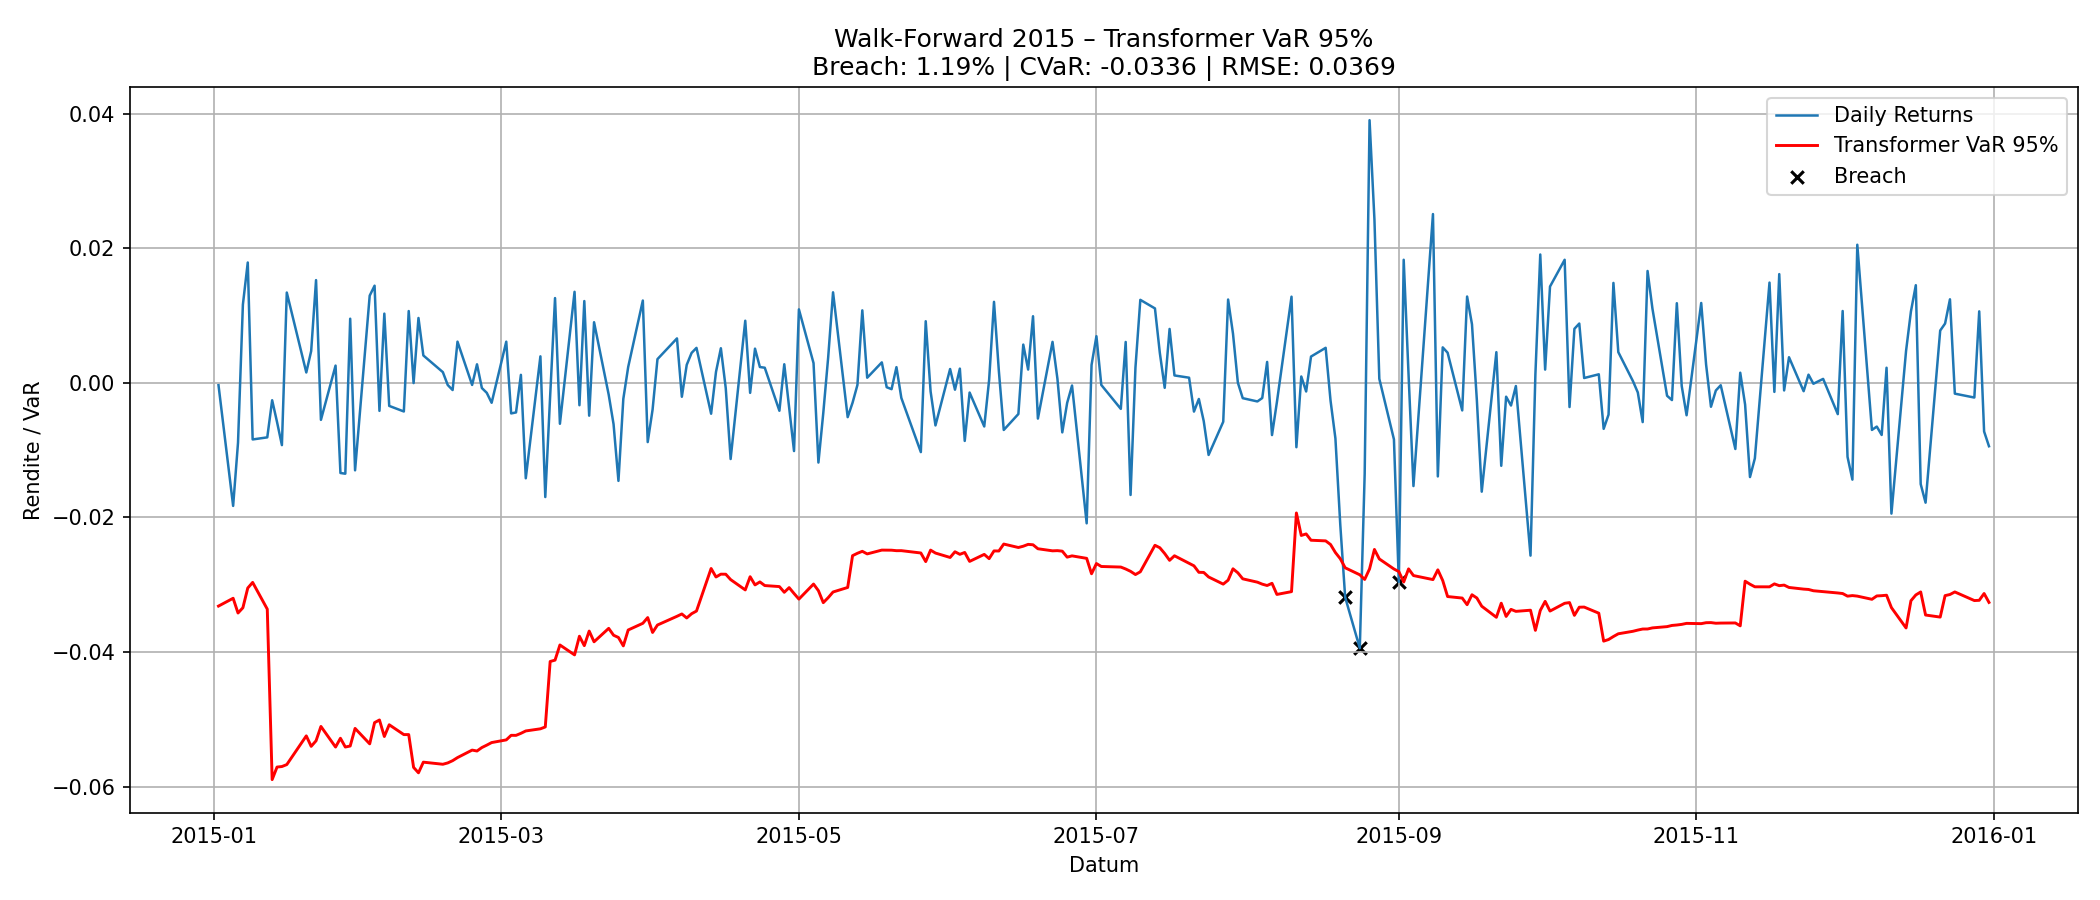 Walk-Forward 2015 – Transformer VaR 95%
Breach: 1.19% | CVaR: -0.0336 | RMSE: 0.0369
Daily Returns
Transformer VaR 95%
Breach
Rendite / VaR
0.04
0.02
0.00
−0.02
−0.04
−0.06
2015-01
2015-03
2015-05
2015-07
2015-09
2015-11
2016-01
Datum